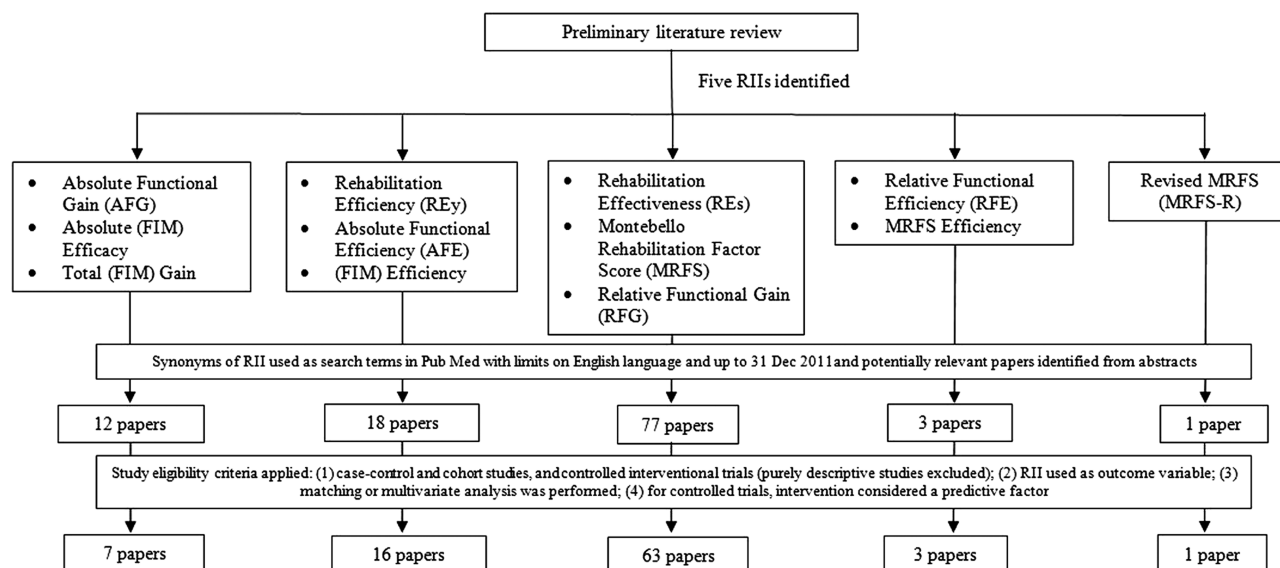 Preliminary literature review
Five RIIs identified
• Absolute Functional
Gain (AFG)
• Absolute (FIM)
Efficacy
• Total (FIM) Gain
• Rehabilitation
Efficiency (REy)
• Absolute Functional
Efficiency (AFE)
• (FIM) Efficiency
• Rehabilitation
Effectiveness (REs)
• Montebello
Rehabilitation Factor
Score (MRFS)
• Relative Functional Gain
(RFG)
• Relative Functional
Efficiency (RFE)
• MRFS Efficiency
Revised MRFS
(MRFS-R)
Synonyms of RII used as search terms in Pub Med with limits on English language and up to 31 Dec 2011 and potentially relevant papers identified from abstracts
12 papers
18 papers
77 papers
3 papers
1 paper
Study eligibility criteria applied: (1) case-control and cohort studies, and controlled interventional trials (purely descriptive studies excluded); (2) RII used as outcome variable; (3)
matching or multivariate analysis was performed; (4) for controlled trials, intervention considered a predictive factor
7 papers
16 papers
63 papers
3 papers
1 paper